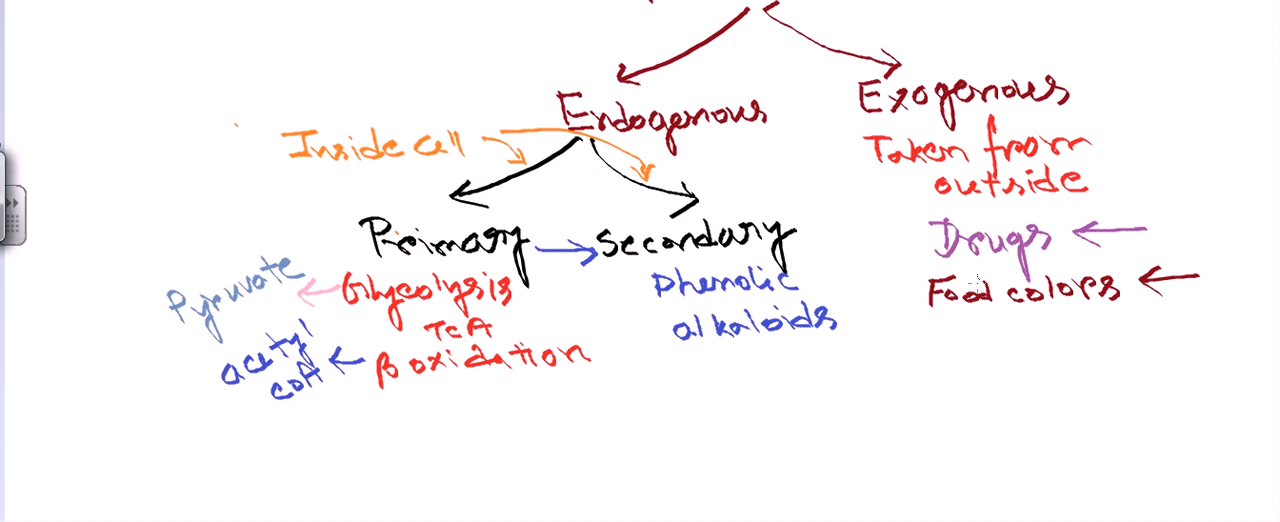 Endogenous
Exogenous
Inside cell
Taken from
outside
Primary
Secondary
Drugs
Pyruvate
Glycolysis
Phenolic
Food colors
TCA
alkaloids
acetyl
CoA
β oxidation